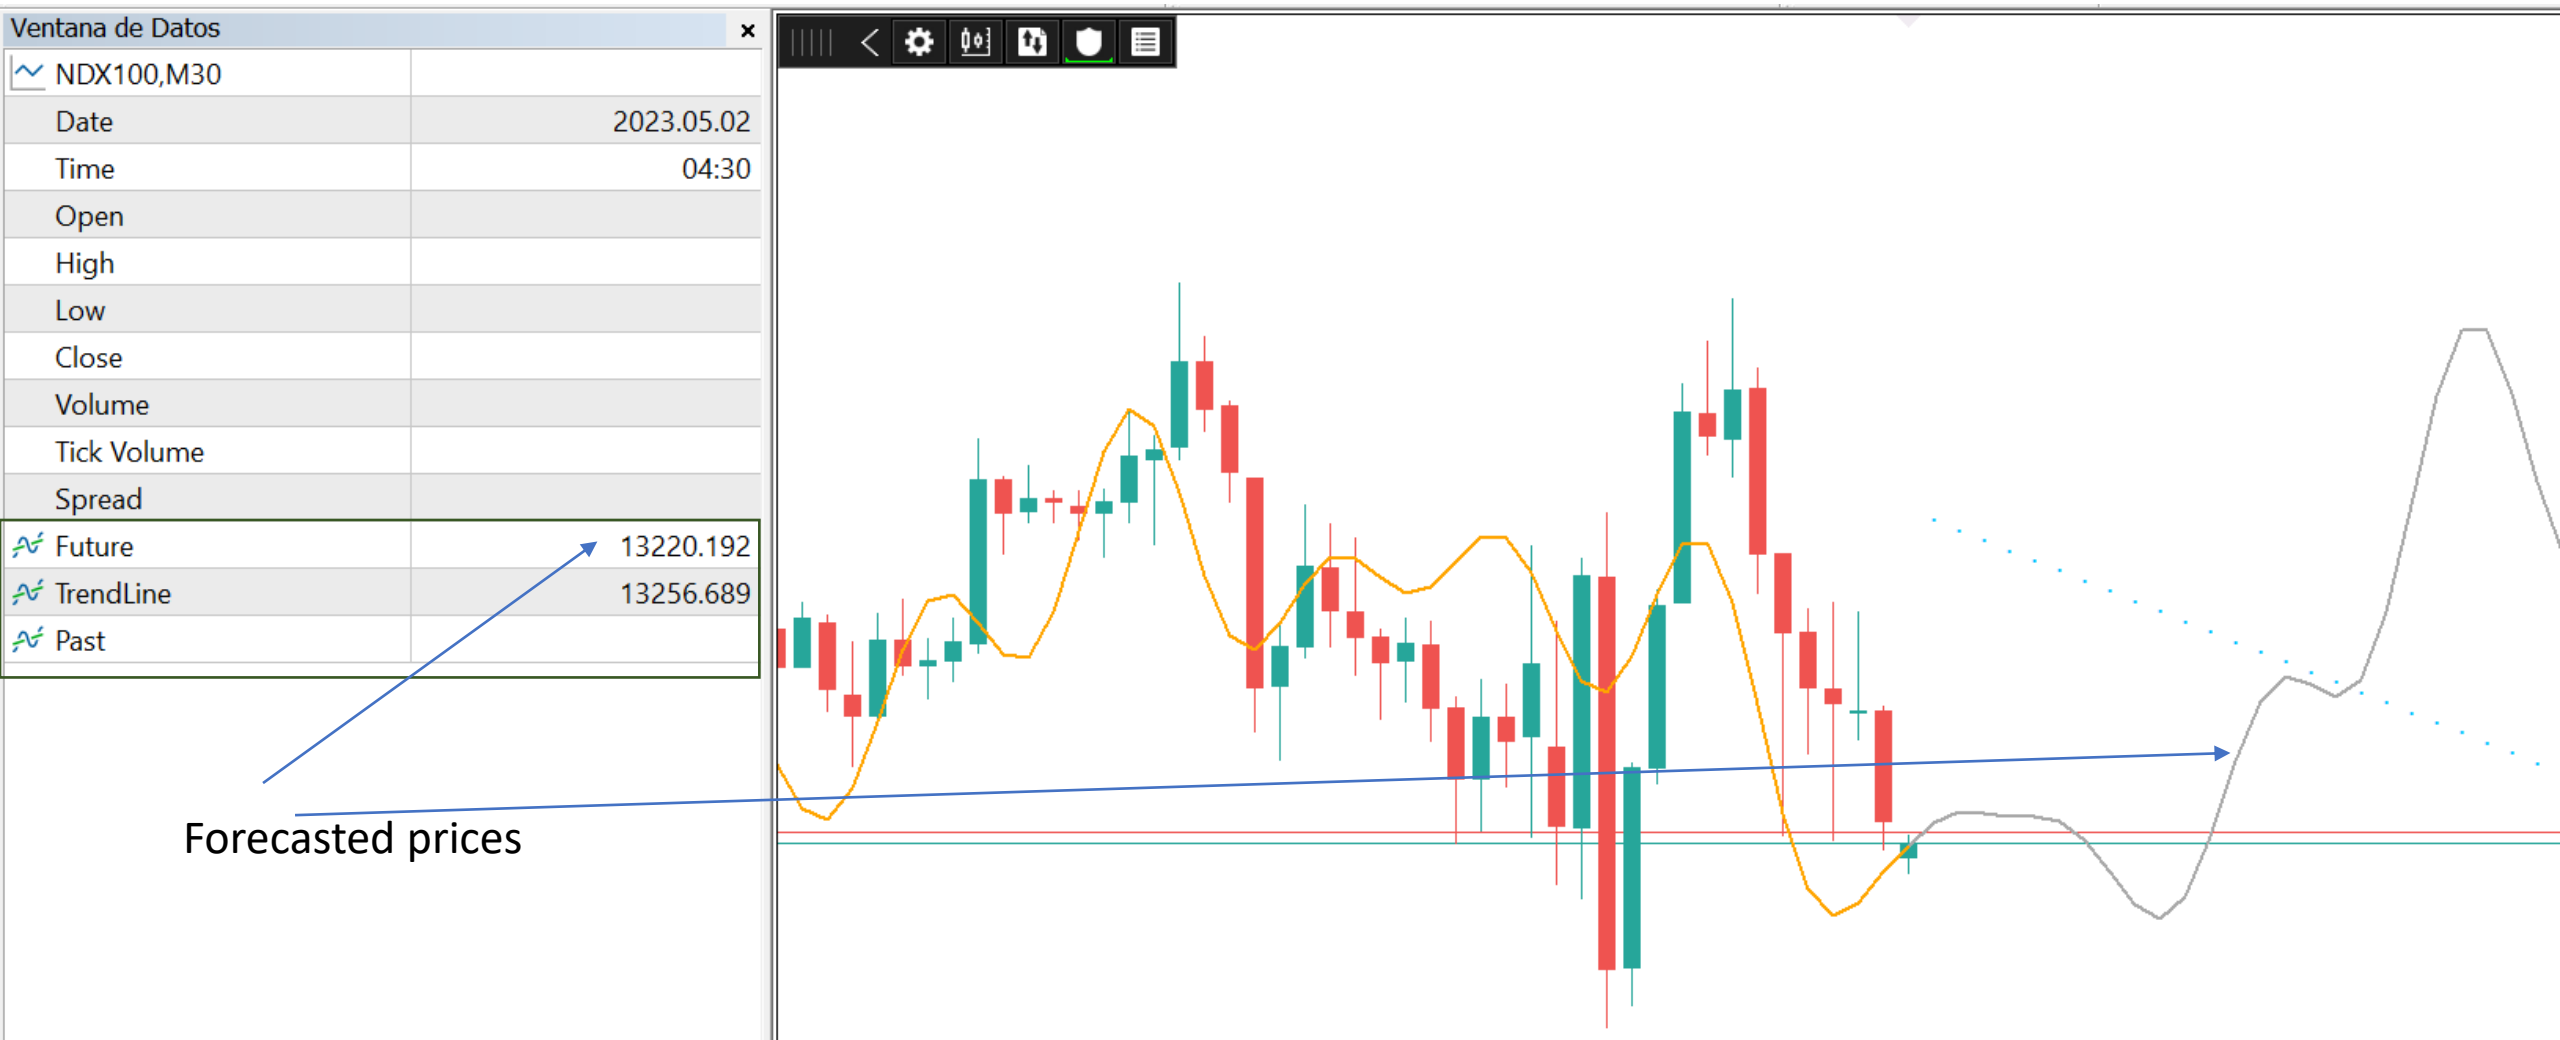 Ventana de Datos
NDX100,M30
Date 2023.05.02
Time 04:30
Open
High
Low
Close
Volume
Tick Volume
Spread
Future 13220.192
TrendLine 13256.689
Past
Forecasted prices